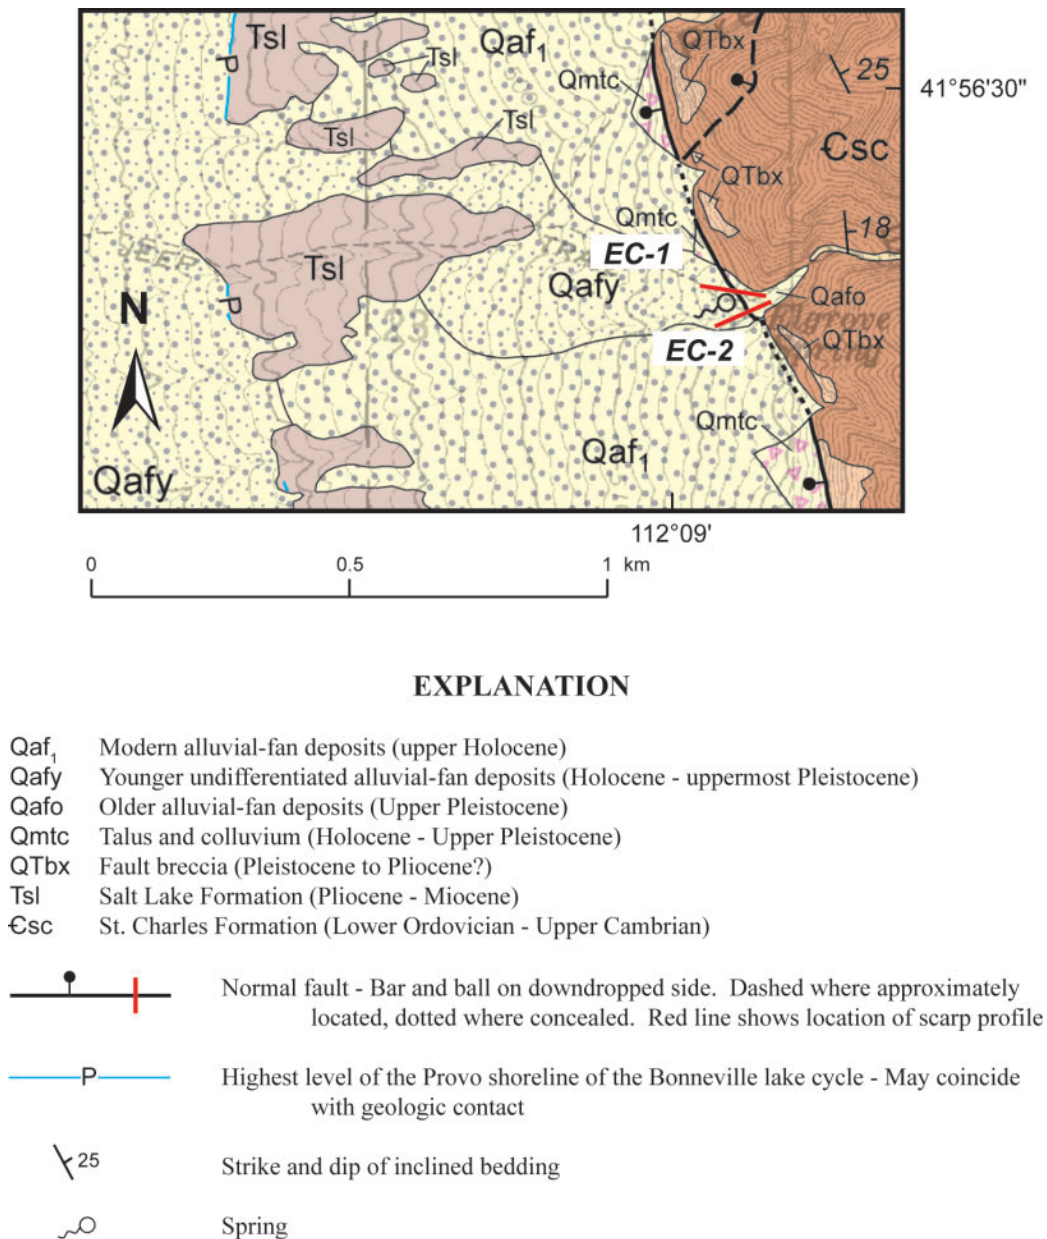 Tsl
Qaf₁
Tsl
QTbx
25
41°56'30"
P
Qmtc
Tsl
Tsl
Єsc
QTbx
Qmtc
18
EC-1
Tsl
Qafy
Qafo
P
N
23
EC-2
QTbx
Qmtc
Qaf₁
Qafy
112°09'
0 0.5 1 km
EXPLANATION
Qaf₁ Modern alluvial-fan deposits (upper Holocene)
Qafy Younger undifferentiated alluvial-fan deposits (Holocene - uppermost Pleistocene)
Qafo Older alluvial-fan deposits (Upper Pleistocene)
Qmtc Talus and colluvium (Holocene - Upper Pleistocene)
QTbx Fault breccia (Pleistocene to Pliocene?)
Tsl Salt Lake Formation (Pliocene - Miocene)
Єsc St. Charles Formation (Lower Ordovician - Upper Cambrian)
Normal fault - Bar and ball on downdropped side. Dashed where approximately
located, dotted where concealed. Red line shows location of scarp profile
P
Highest level of the Provo shoreline of the Bonneville lake cycle - May coincide
with geologic contact
25
Strike and dip of inclined bedding
Spring